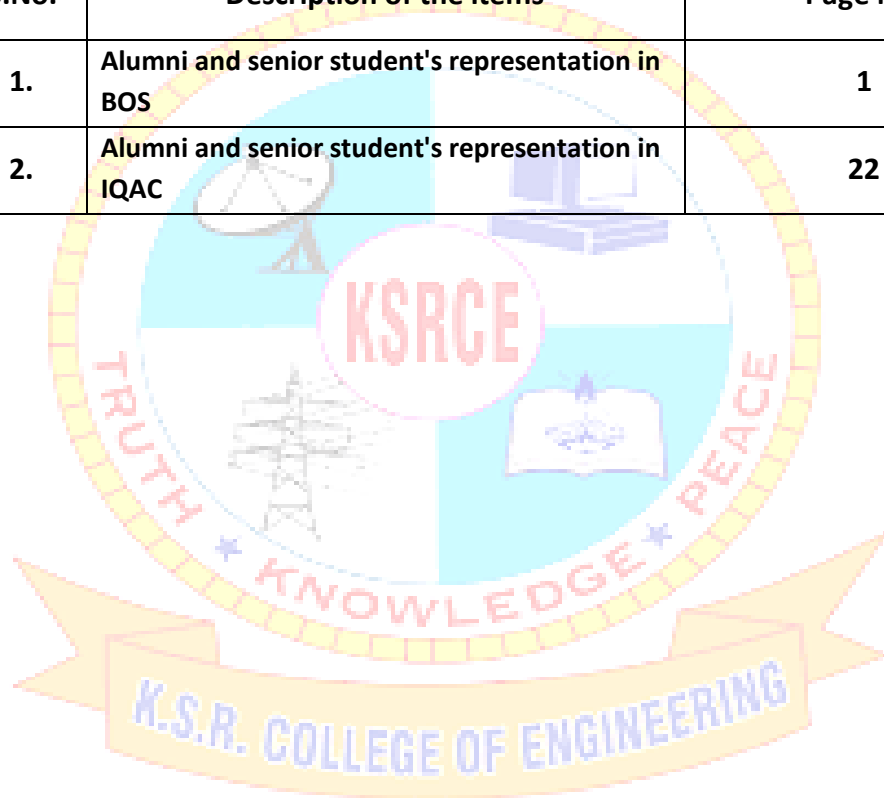 Description of the Items
1.
Alumni and senior student's representation in
BOS
1
2.
Alumni and senior student's representation in
IQAC
22
KSRCE
TRUTH * KNOWLEDGE * PEACE
K.S.R. COLLEGE OF ENGINEERING